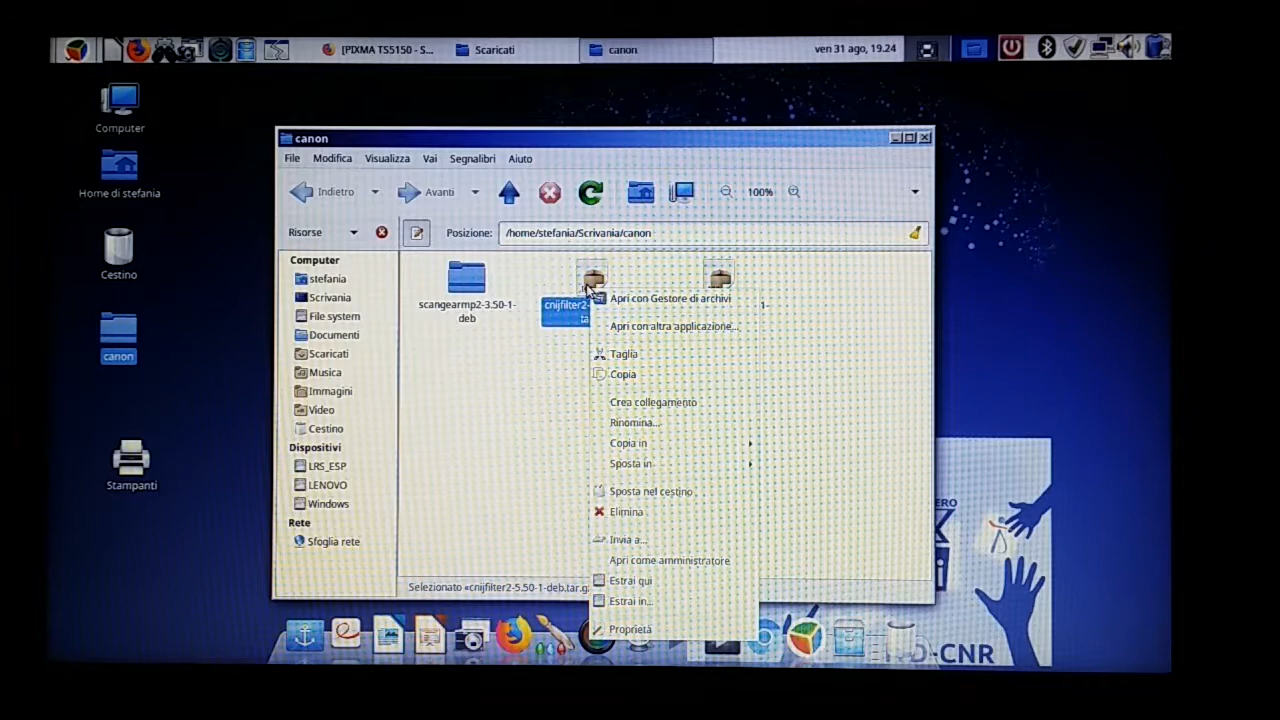 [PIXMA TS5150 - S...
Scaricati
canon
ven 31 ago, 19.24
Computer
Home di stefania
Cestino
canon
Stampanti
canon
File Modifica Visualizza Vai Segnalibri Aiuto
Indietro
Avanti
100%
Risorse
Posizione:
/home/stefania/Scrivania/canon
Computer
stefania
Scrivania
File system
Documenti
Scaricati
Musica
Immagini
Video
Cestino
Dispositivi
LRS_ESP
LENOVO
Windows
Rete
Sfoglia rete
scangearmp2-3.50-1-
deb
cnijfilter2-
ta
1-
Apri con Gestore di archivi
Apri con altra applicazione...
Taglia
Copia
Crea collegamento
Rinomina...
Copia in
Sposta in
Sposta nel cestino
Elimina
Invia a...
Apri come amministratore
Estrai qui
Estrai in...
Proprietà
Selezionato «cnijfilter2-5.50-1-deb.tar.g
ERO
D-CNR